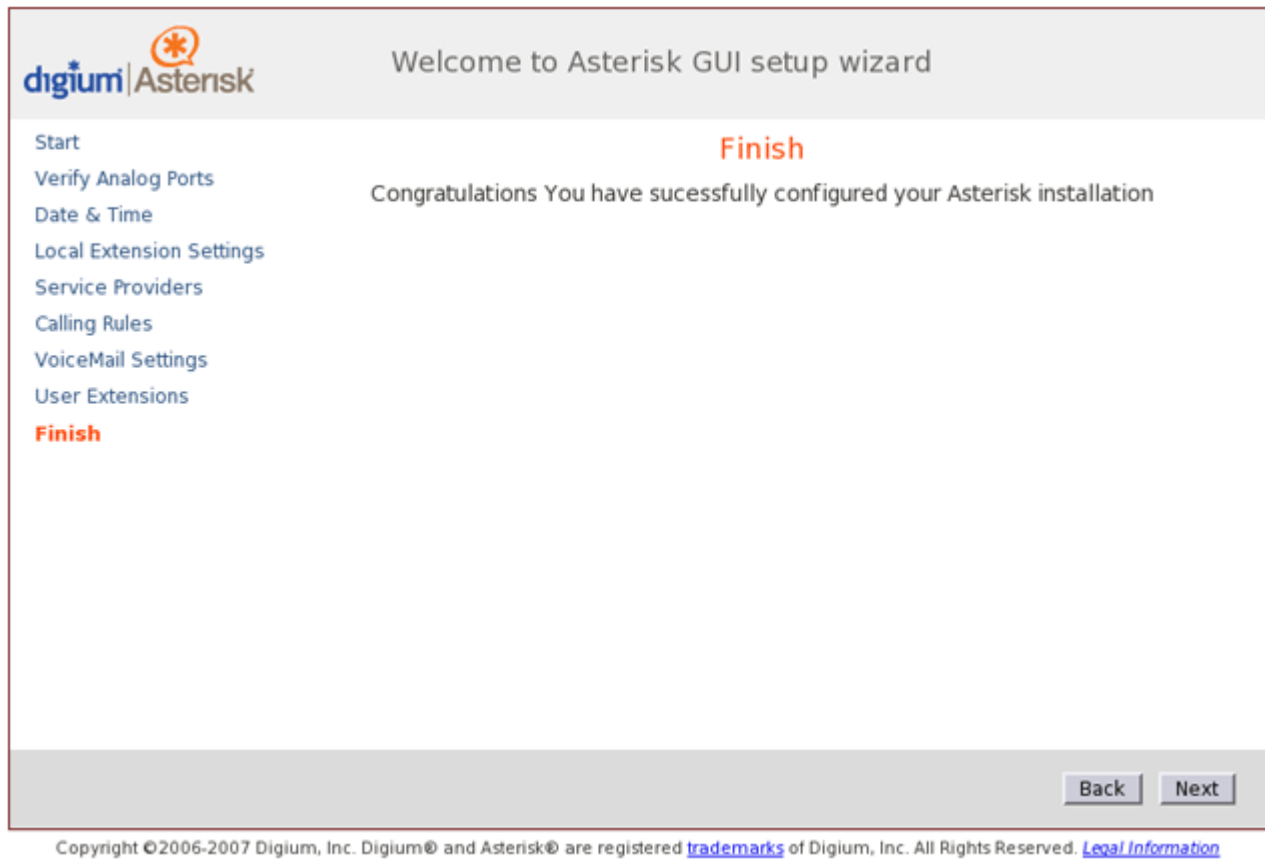 digium|Asterisk
Welcome to Asterisk GUI setup wizard
Start
Verify Analog Ports
Date & Time
Local Extension Settings
Service Providers
Calling Rules
VoiceMail Settings
User Extensions
Finish
Finish
Congratulations You have sucessfully configured your Asterisk installation
Back Next
Copyright ©2006-2007 Digium, Inc. Digium® and Asterisk® are registered trademarks of Digium, Inc. All Rights Reserved. Legal Information